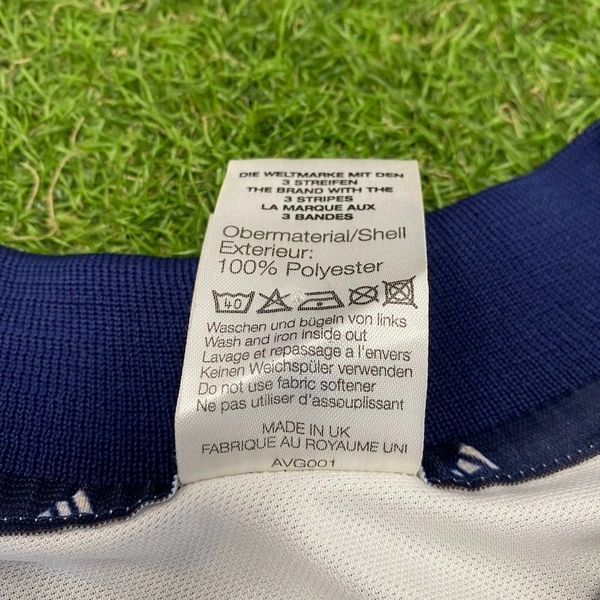 DIE WELTMARKE MIT DEN
3 STREIFEN
THE BRAND WITH THE
3 STRIPES
LA MARQUE AUX
3 BANDES
Obermaterial/Shell
Exterieur:
100% Polyester
40
Waschen und bügeln von links
Wash and iron inside out
Lavage et repassage a l'envers
Keinen Weichspüler verwenden
Do not use fabric softener
Ne pas utiliser d'assouplissant
MADE IN UK
FABRIQUE AU ROYAUME UNI
AVG001